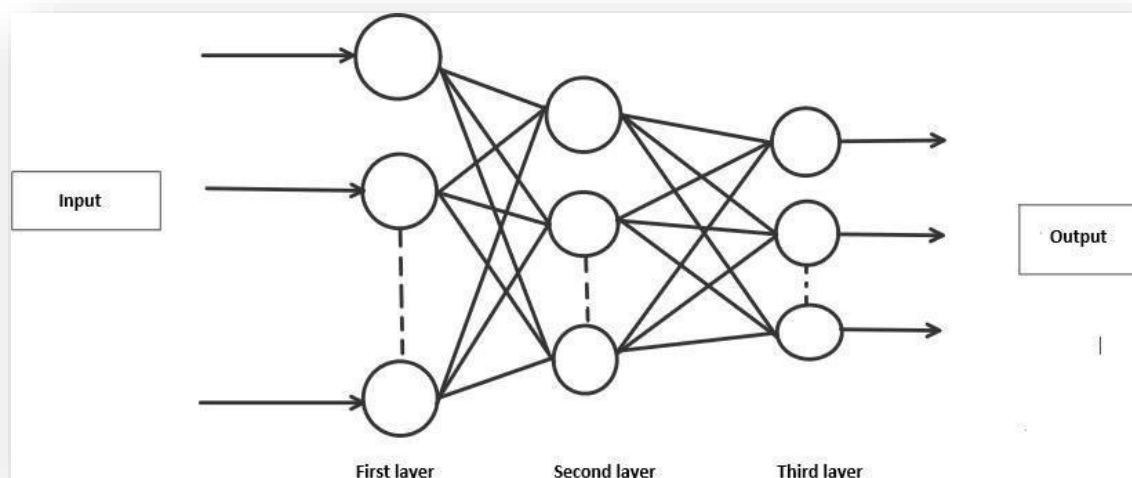 Input
Output
First layer
Second layer
Third layer